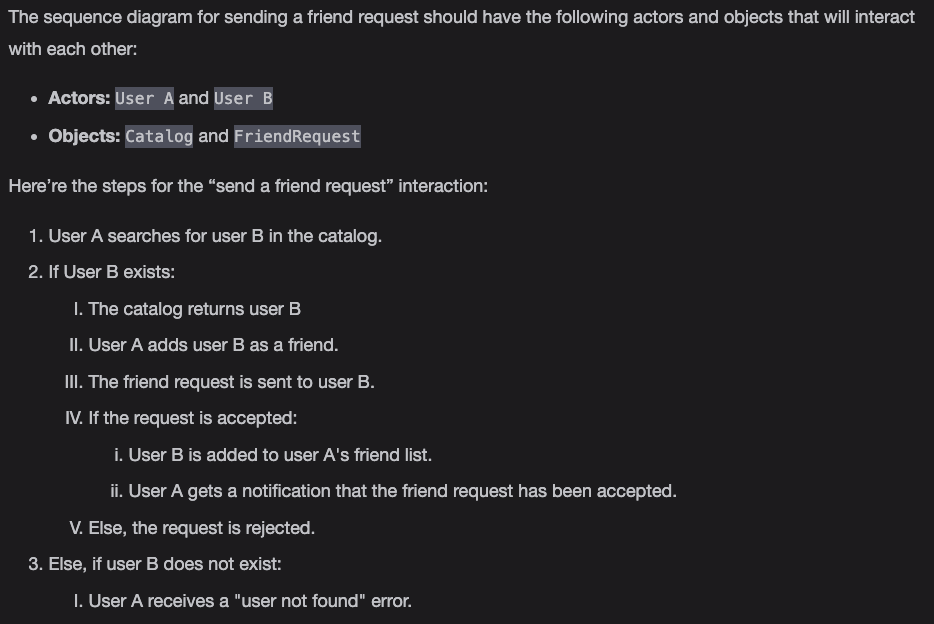 The sequence diagram for sending a friend request should have the following actors and objects that will interact
with each other:
• Actors: User A and User B
• Objects: Catalog and FriendRequest
Here’re the steps for the “send a friend request” interaction:
1. User A searches for user B in the catalog.
2. If User B exists:
I. The catalog returns user B
II. User A adds user B as a friend.
III. The friend request is sent to user B.
IV. If the request is accepted:
i. User B is added to user A's friend list.
ii. User A gets a notification that the friend request has been accepted.
V. Else, the request is rejected.
3. Else, if user B does not exist:
I. User A receives a "user not found" error.